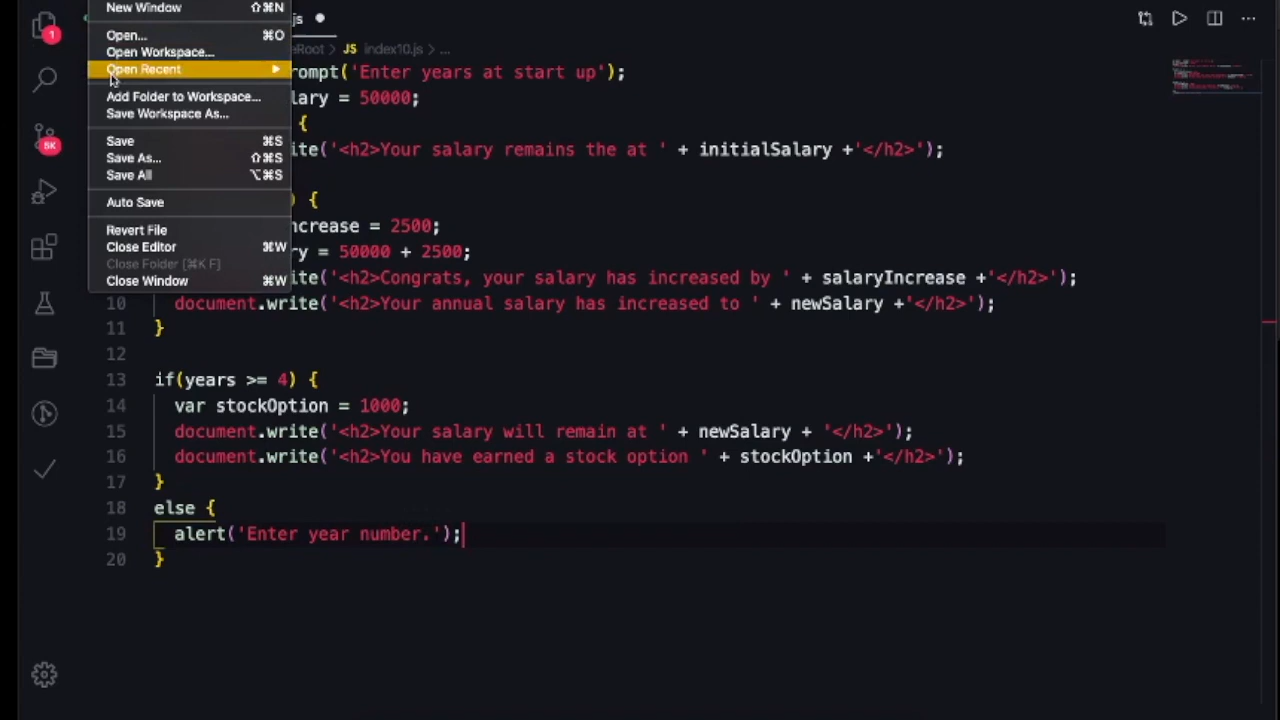 New Window ⇧⌘N
js
Open... ⌘O
Open Workspace...
Open Recent
Add Folder to Workspace...
Save Workspace As...
Save ⌘S
Save As... ⇧⌘S
Save All ⌥⌘S
Auto Save
Revert File
Close Editor ⌘W
Close Folder [⌘K F]
Close Window ⌘W
1
5K
eRoot > JS index10.js > ...
rompt('Enter years at start up');
lary = 50000;
{
ite('<h2>Your salary remains the at ' + initialSalary +'</h2>');
) {
ncrease = 2500;
ry = 50000 + 2500;
ite('<h2>Congrats, your salary has increased by ' + salaryIncrease +'</h2>');
10 document.write('<h2>Your annual salary has increased to ' + newSalary +'</h2>');
11 }
12
13 if(years >= 4) {
14 var stockOption = 1000;
15 document.write('<h2>Your salary will remain at ' + newSalary + '</h2>');
16 document.write('<h2>You have earned a stock option ' + stockOption +'</h2>');
17 }
18 else {
19 alert('Enter year number.');
20 }